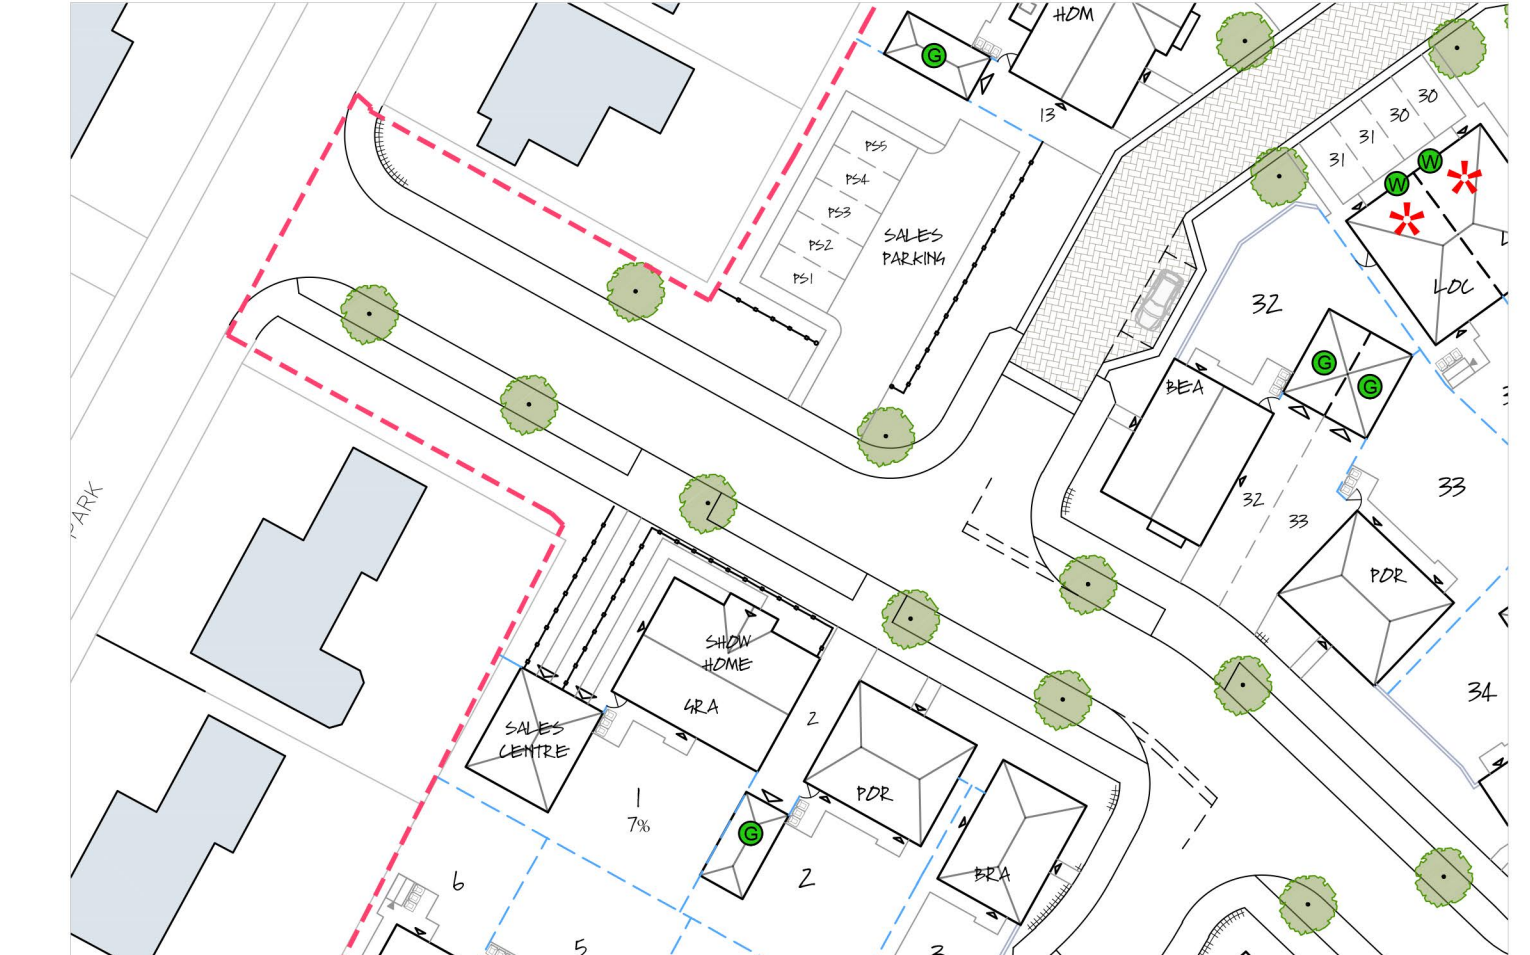 HOM
G
13
30
30
31
31
PS5
PS4
PS3
PS2
PS1
SALES
PARKING
W
W
LOC
32
BEA
G
G
32
33
33
POR
34
PARK
SHOW
HOME
GRA
SALES
CENTRE
2
POR
1
7%
G
2
BRA
6
5
3